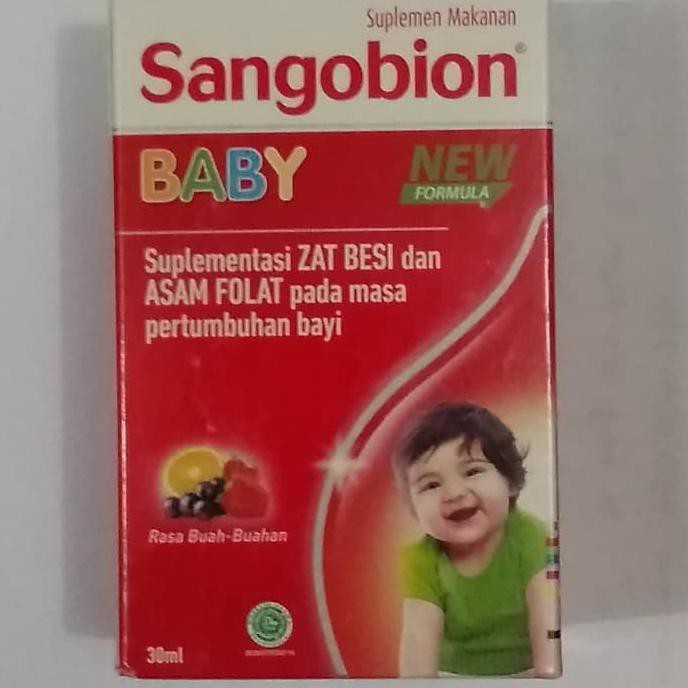 Suplemen Makanan
Sangobion®
BABY
NEW
FORMULA
Suplementasi ZAT BESI dan
ASAM FOLAT pada masa
pertumbuhan bayi
Rasa Buah-Buahan
30ml